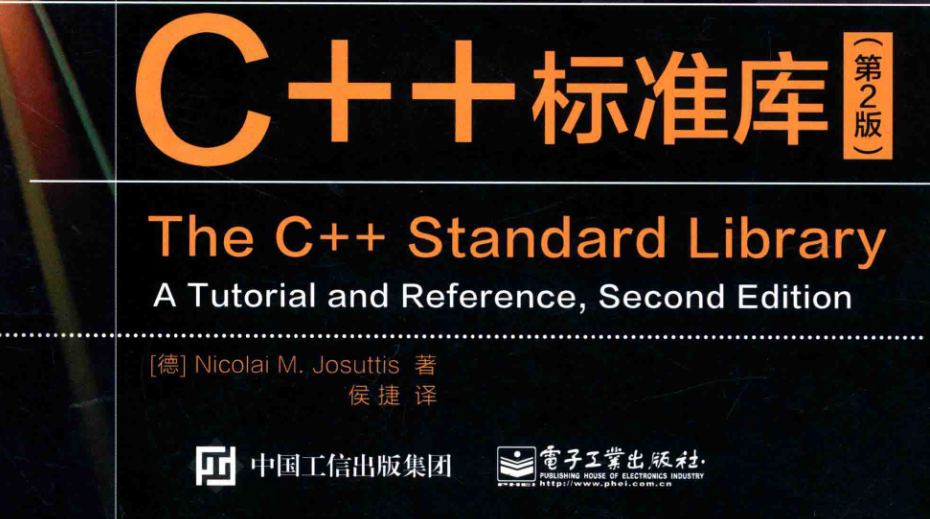 C++标准库(第2版)
The C++ Standard Library
A Tutorial and Reference, Second Edition
[德] Nicolai M. Josuttis 著
侯捷 译
中国工信出版集团
電子工業出版社·
PUBLISHING HOUSE OF ELECTRONICS INDUSTRY
PHEI http://www.phei.com.cn